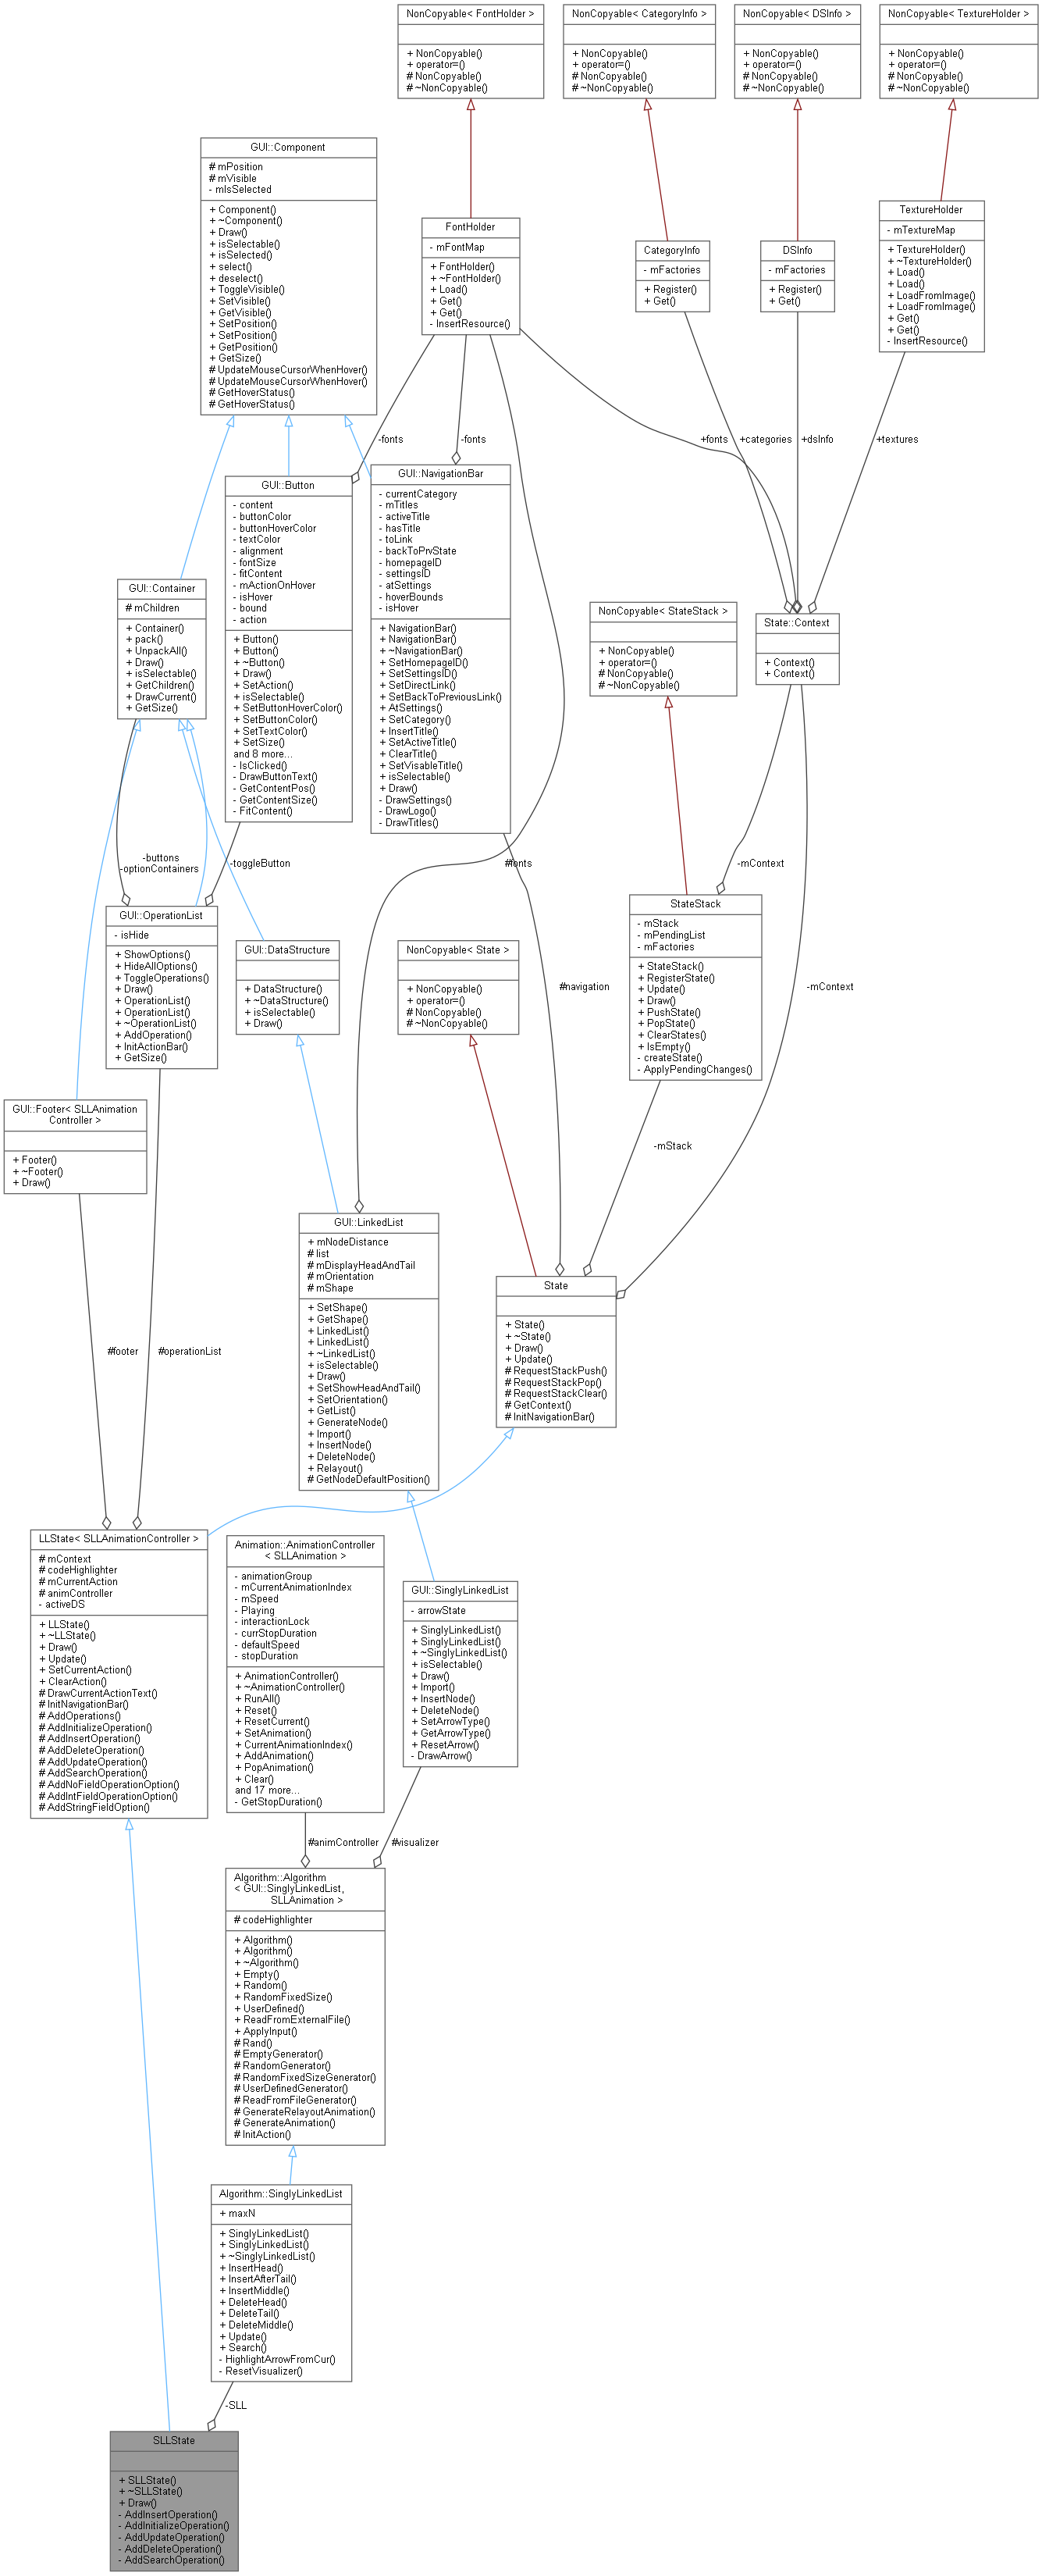 NonCopyable< FontHolder >
+ NonCopyable()
+ operator=()
# NonCopyable()
# ~NonCopyable()
NonCopyable< CategoryInfo >
+ NonCopyable()
+ operator=()
# NonCopyable()
# ~NonCopyable()
NonCopyable< DSInfo >
+ NonCopyable()
+ operator=()
# NonCopyable()
# ~NonCopyable()
NonCopyable< TextureHolder >
+ NonCopyable()
+ operator=()
# NonCopyable()
# ~NonCopyable()
GUI::Component
# mPosition
# mVisible
- mIsSelected
+ Component()
+ ~Component()
+ Draw()
+ isSelectable()
+ isSelected()
+ select()
+ deselect()
+ ToggleVisible()
+ SetVisible()
+ GetVisible()
+ SetPosition()
+ SetPosition()
+ GetPosition()
+ GetSize()
# UpdateMouseCursorWhenHover()
# UpdateMouseCursorWhenHover()
# GetHoverStatus()
# GetHoverStatus()
FontHolder
- mFontMap
+ FontHolder()
+ ~FontHolder()
+ Load()
+ Get()
+ Get()
- InsertResource()
CategoryInfo
- mFactories
+ Register()
+ Get()
DSInfo
- mFactories
+ Register()
+ Get()
TextureHolder
- mTextureMap
+ TextureHolder()
+ ~TextureHolder()
+ Load()
+ Load()
+ LoadFromImage()
+ LoadFromImage()
+ Get()
+ Get()
- InsertResource()
-fonts
-fonts
+fonts
+categories
+dsInfo
+textures
GUI::Button
- content
- buttonColor
- buttonHoverColor
- textColor
- alignment
- fontSize
- fitContent
- mActionOnHover
- isHover
- bound
- action
+ Button()
+ Button()
+ ~Button()
+ Draw()
+ SetAction()
+ isSelectable()
+ SetButtonHoverColor()
+ SetButtonColor()
+ SetTextColor()
+ SetSize()
and 8 more...
- IsClicked()
- DrawButtonText()
- GetContentPos()
- GetContentSize()
- FitContent()
GUI::NavigationBar
- currentCategory
- mTitles
- activeTitle
- hasTitle
- toLink
- backToPrvState
- homepageID
- settingsID
- atSettings
- hoverBounds
- isHover
+ NavigationBar()
+ NavigationBar()
+ ~NavigationBar()
+ SetHomepageID()
+ SetSettingsID()
+ SetDirectLink()
+ SetBackToPreviousLink()
+ AtSettings()
+ SetCategory()
+ InsertTitle()
+ SetActiveTitle()
+ ClearTitle()
+ SetVisableTitle()
+ isSelectable()
+ Draw()
- DrawSettings()
- DrawLogo()
- DrawTitles()
GUI::Container
# mChildren
+ Container()
+ pack()
+ UnpackAll()
+ Draw()
+ isSelectable()
+ GetChildren()
+ DrawCurrent()
+ GetSize()
NonCopyable< StateStack >
+ NonCopyable()
+ operator=()
# NonCopyable()
# ~NonCopyable()
State::Context
+ Context()
+ Context()
-buttons
-optionContainers
-toggleButton
#fonts
-mContext
GUI::OperationList
- isHide
+ ShowOptions()
+ HideAllOptions()
+ ToggleOperations()
+ Draw()
+ OperationList()
+ OperationList()
+ ~OperationList()
+ AddOperation()
+ InitActionBar()
+ GetSize()
GUI::DataStructure
+ DataStructure()
+ ~DataStructure()
+ isSelectable()
+ Draw()
NonCopyable< State >
+ NonCopyable()
+ operator=()
# NonCopyable()
# ~NonCopyable()
#navigation
StateStack
- mStack
- mPendingList
- mFactories
+ StateStack()
+ RegisterState()
+ Update()
+ Draw()
+ PushState()
+ PopState()
+ ClearStates()
+ IsEmpty()
- createState()
- ApplyPendingChanges()
-mContext
GUI::Footer< SLLAnimation
Controller >
+ Footer()
+ ~Footer()
+ Draw()
-mStack
GUI::LinkedList
+ mNodeDistance
# list
# mDisplayHeadAndTail
# mOrientation
# mShape
+ SetShape()
+ GetShape()
+ LinkedList()
+ LinkedList()
+ ~LinkedList()
+ isSelectable()
+ Draw()
+ SetShowHeadAndTail()
+ SetOrientation()
+ GetList()
+ GenerateNode()
+ Import()
+ InsertNode()
+ DeleteNode()
+ Relayout()
# GetNodeDefaultPosition()
State
+ State()
+ ~State()
+ Draw()
+ Update()
# RequestStackPush()
# RequestStackPop()
# RequestStackClear()
# GetContext()
# InitNavigationBar()
#footer
#operationList
LLState< SLLAnimationController >
# mContext
# codeHighlighter
# mCurrentAction
# animController
- activeDS
+ LLState()
+ ~LLState()
+ Draw()
+ Update()
+ SetCurrentAction()
+ ClearAction()
# DrawCurrentActionText()
# InitNavigationBar()
# AddOperations()
# AddInitializeOperation()
# AddInsertOperation()
# AddDeleteOperation()
# AddUpdateOperation()
# AddSearchOperation()
# AddNoFieldOperationOption()
# AddIntFieldOperationOption()
# AddStringFieldOption()
Animation::AnimationController
< SLLAnimation >
- animationGroup
- mCurrentAnimationIndex
- mSpeed
- Playing
- interactionLock
- currStopDuration
- defaultSpeed
- stopDuration
+ AnimationController()
+ ~AnimationController()
+ RunAll()
+ Reset()
+ ResetCurrent()
+ SetAnimation()
+ CurrentAnimationIndex()
+ AddAnimation()
+ PopAnimation()
+ Clear()
and 17 more...
- GetStopDuration()
GUI::SinglyLinkedList
- arrowState
+ SinglyLinkedList()
+ SinglyLinkedList()
+ ~SinglyLinkedList()
+ isSelectable()
+ Draw()
+ Import()
+ InsertNode()
+ DeleteNode()
+ SetArrowType()
+ GetArrowType()
+ ResetArrow()
- DrawArrow()
#animController
#visualizer
Algorithm::Algorithm
< GUI::SinglyLinkedList,
SLLAnimation >
# codeHighlighter
+ Algorithm()
+ Algorithm()
+ ~Algorithm()
+ Empty()
+ Random()
+ RandomFixedSize()
+ UserDefined()
+ ReadFromExternalFile()
+ ApplyInput()
# Rand()
# EmptyGenerator()
# RandomGenerator()
# RandomFixedSizeGenerator()
# UserDefinedGenerator()
# ReadFromFileGenerator()
# GenerateRelayoutAnimation()
# GenerateAnimation()
# InitAction()
Algorithm::SinglyLinkedList
+ maxN
+ SinglyLinkedList()
+ SinglyLinkedList()
+ ~SinglyLinkedList()
+ InsertHead()
+ InsertAfterTail()
+ InsertMiddle()
+ DeleteHead()
+ DeleteTail()
+ DeleteMiddle()
+ Update()
+ Search()
- HighlightArrowFromCur()
- ResetVisualizer()
-SLL
SLLState
+ SLLState()
+ ~SLLState()
+ Draw()
- AddInsertOperation()
- AddInitializeOperation()
- AddUpdateOperation()
- AddDeleteOperation()
- AddSearchOperation()